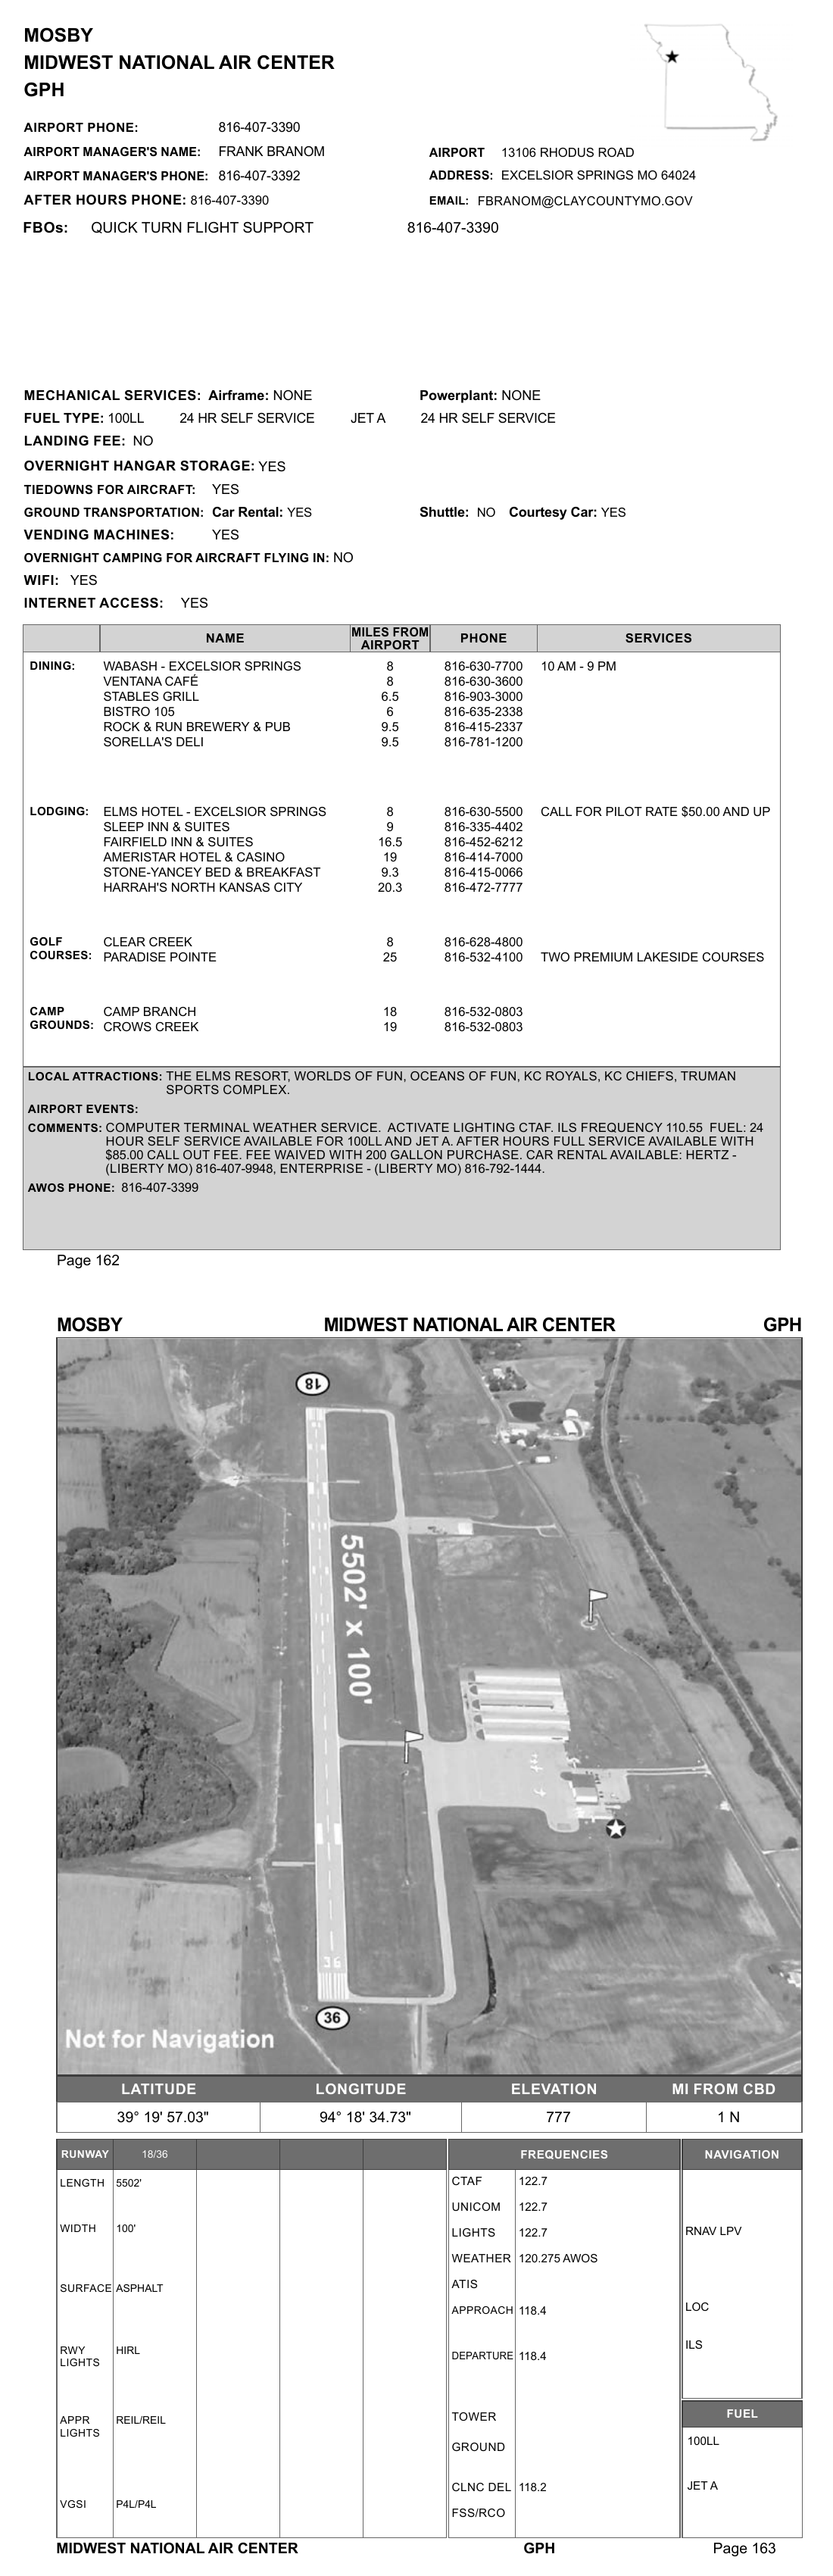 MOSBY
MIDWEST NATIONAL AIR CENTER
GPH
AIRPORT PHONE: 816-407-3390
AIRPORT MANAGER'S NAME: FRANK BRANOM
AIRPORT 13106 RHODUS ROAD
AIRPORT MANAGER'S PHONE: 816-407-3392
ADDRESS: EXCELSIOR SPRINGS MO 64024
AFTER HOURS PHONE: 816-407-3390
EMAIL: FBRANOM@CLAYCOUNTYMO.GOV
FBOs: QUICK TURN FLIGHT SUPPORT 816-407-3390
MECHANICAL SERVICES: Airframe: NONE Powerplant: NONE
FUEL TYPE: 100LL 24 HR SELF SERVICE JET A 24 HR SELF SERVICE
LANDING FEE: NO
OVERNIGHT HANGAR STORAGE: YES
TIEDOWNS FOR AIRCRAFT: YES
GROUND TRANSPORTATION: Car Rental: YES Shuttle: NO Courtesy Car: YES
VENDING MACHINES: YES
OVERNIGHT CAMPING FOR AIRCRAFT FLYING IN: NO
WIFI: YES
INTERNET ACCESS: YES
NAME MILES FROM AIRPORT PHONE SERVICES
DINING: WABASH - EXCELSIOR SPRINGS 8 816-630-7700 10 AM - 9 PM
VENTANA CAFÉ 8 816-630-3600
STABLES GRILL 6.5 816-903-3000
BISTRO 105 6 816-635-2338
ROCK & RUN BREWERY & PUB 9.5 816-415-2337
SORELLA'S DELI 9.5 816-781-1200
LODGING: ELMS HOTEL - EXCELSIOR SPRINGS 8 816-630-5500 CALL FOR PILOT RATE $50.00 AND UP
SLEEP INN & SUITES 9 816-335-4402
FAIRFIELD INN & SUITES 16.5 816-452-6212
AMERISTAR HOTEL & CASINO 19 816-414-7000
STONE-YANCEY BED & BREAKFAST 9.3 816-415-0066
HARRAH'S NORTH KANSAS CITY 20.3 816-472-7777
GOLF COURSES: CLEAR CREEK 8 816-628-4800
PARADISE POINTE 25 816-532-4100 TWO PREMIUM LAKESIDE COURSES
CAMP GROUNDS: CAMP BRANCH 18 816-532-0803
CROWS CREEK 19 816-532-0803
LOCAL ATTRACTIONS: THE ELMS RESORT, WORLDS OF FUN, OCEANS OF FUN, KC ROYALS, KC CHIEFS, TRUMAN
SPORTS COMPLEX.
AIRPORT EVENTS:
COMMENTS: COMPUTER TERMINAL WEATHER SERVICE. ACTIVATE LIGHTING CTAF. ILS FREQUENCY 110.55 FUEL: 24
HOUR SELF SERVICE AVAILABLE FOR 100LL AND JET A. AFTER HOURS FULL SERVICE AVAILABLE WITH
$85.00 CALL OUT FEE. FEE WAIVED WITH 200 GALLON PURCHASE. CAR RENTAL AVAILABLE: HERTZ -
(LIBERTY MO) 816-407-9948, ENTERPRISE - (LIBERTY MO) 816-792-1444.
AWOS PHONE: 816-407-3399
Page 162
MOSBY MIDWEST NATIONAL AIR CENTER GPH
18
5502' x 100'
36
36
Not for Navigation
LATITUDE LONGITUDE ELEVATION MI FROM CBD
39° 19' 57.03" 94° 18' 34.73" 777 1 N
RUNWAY 18/36
LENGTH 5502'
WIDTH 100'
SURFACE ASPHALT
RWY LIGHTS HIRL
APPR LIGHTS REIL/REIL
VGSI P4L/P4L
FREQUENCIES
CTAF 122.7
UNICOM 122.7
LIGHTS 122.7
WEATHER 120.275 AWOS
ATIS
APPROACH 118.4
DEPARTURE 118.4
TOWER
GROUND
CLNC DEL 118.2
FSS/RCO
NAVIGATION
RNAV LPV
LOC
ILS
FUEL
100LL
JET A
MIDWEST NATIONAL AIR CENTER GPH Page 163